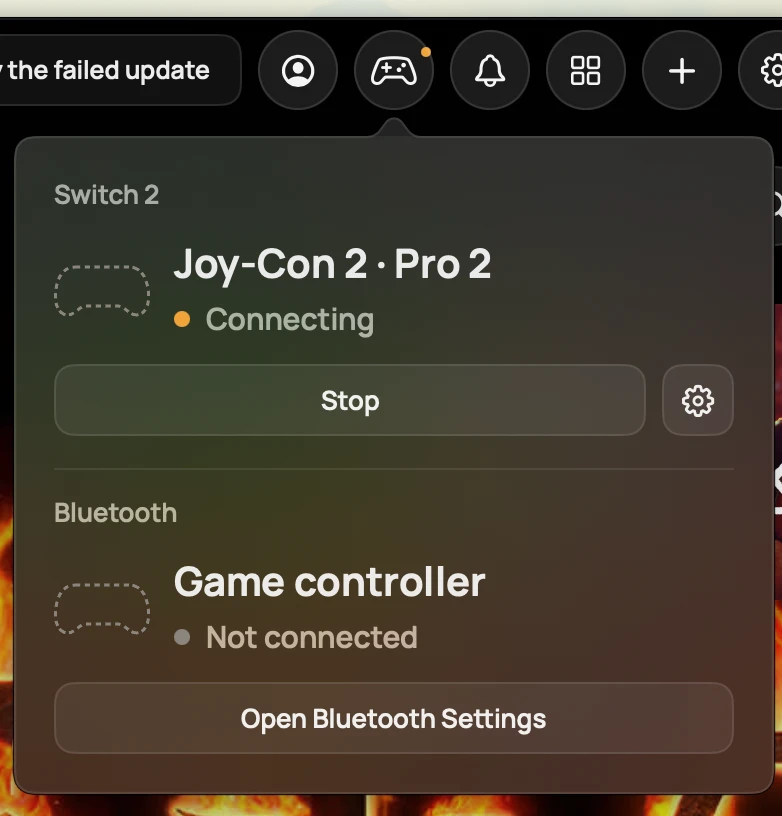 the failed update
Switch 2
Joy-Con 2 · Pro 2
Connecting
Stop
Bluetooth
Game controller
Not connected
Open Bluetooth Settings